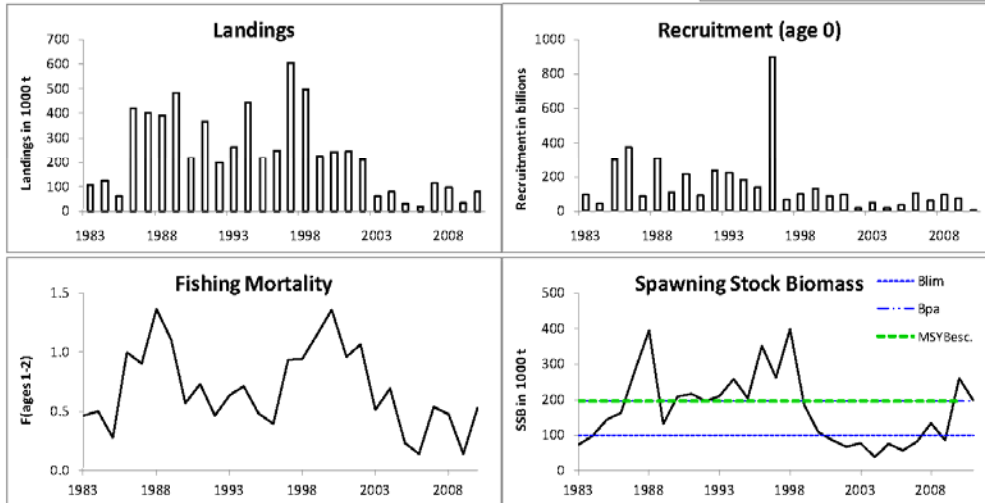 Landings
Landings in 1000 t
700
600
500
400
300
200
100
0
1983 1988 1993 1998 2003 2008
Recruitment (age 0)
Recruitment in billions
1000
800
600
400
200
0
1983 1988 1993 1998 2003 2008
Fishing Mortality
F(ages 1-2)
1.5
1.0
0.5
0.0
1983 1988 1993 1998 2003 2008
Spawning Stock Biomass
SSB in 1000 t
500
400
300
200
100
0
1983 1988 1993 1998 2003 2008
Blim
Bpa
MSYBesc.